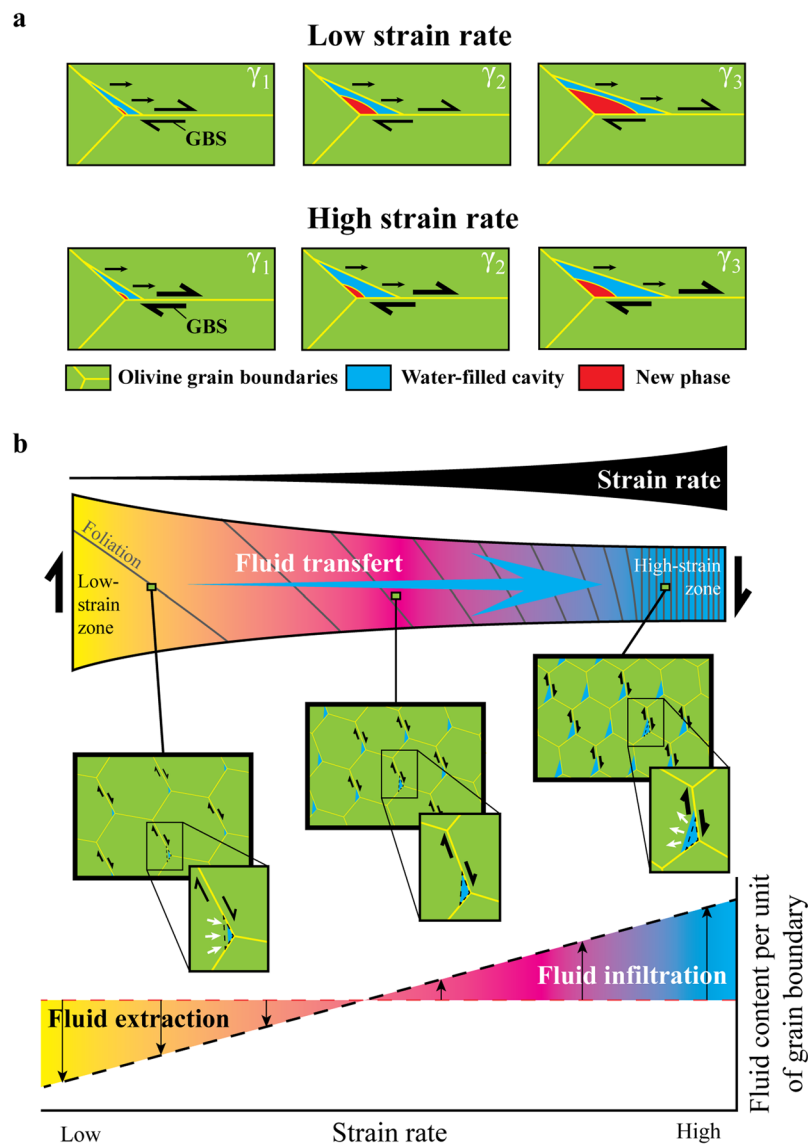 a
Low strain rate
γ1
γ2
γ3
GBS
High strain rate
γ1
γ2
γ3
GBS
Olivine grain boundaries
Water-filled cavity
New phase
b
Strain rate
Foliation
Fluid transfert
Low-
strain
zone
High-strain
zone
Fluid extraction
Fluid infiltration
Fluid content per unit
of grain boundary
Low
Strain rate
High